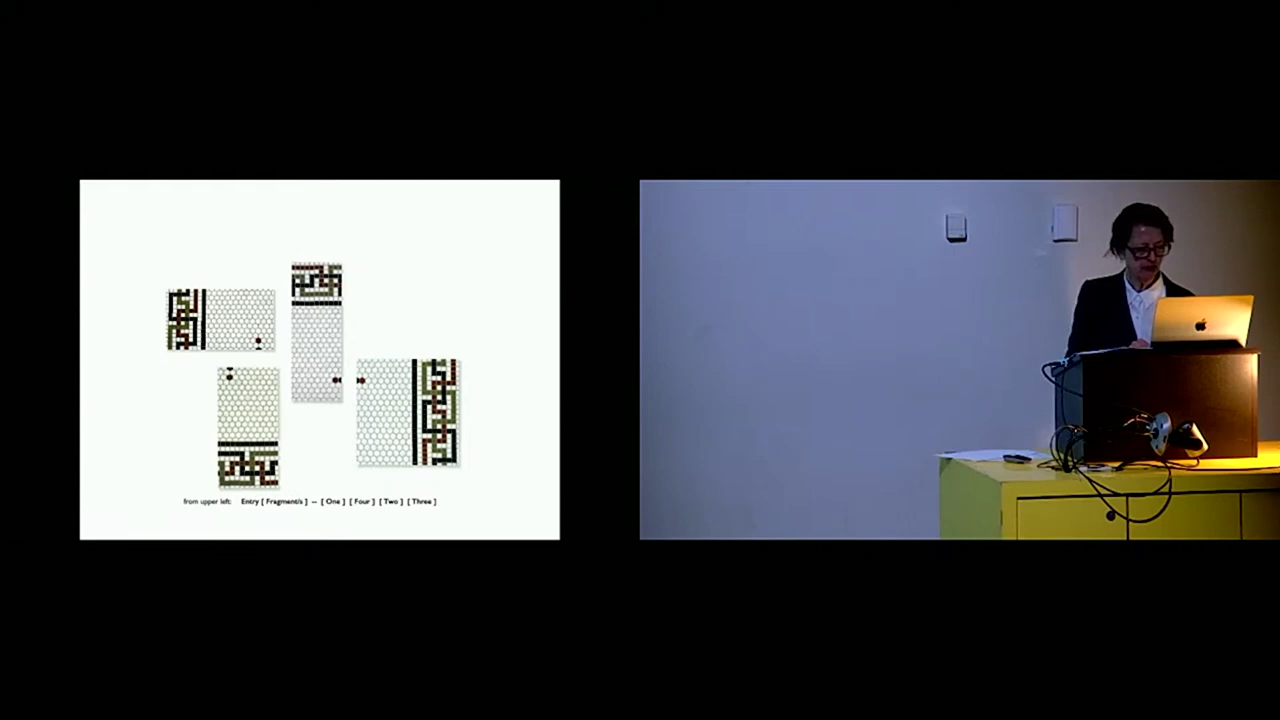 from upper left: Entry [ Fragment/s ] -- [ One ] [ Four ] [ Two ] [ Three ]